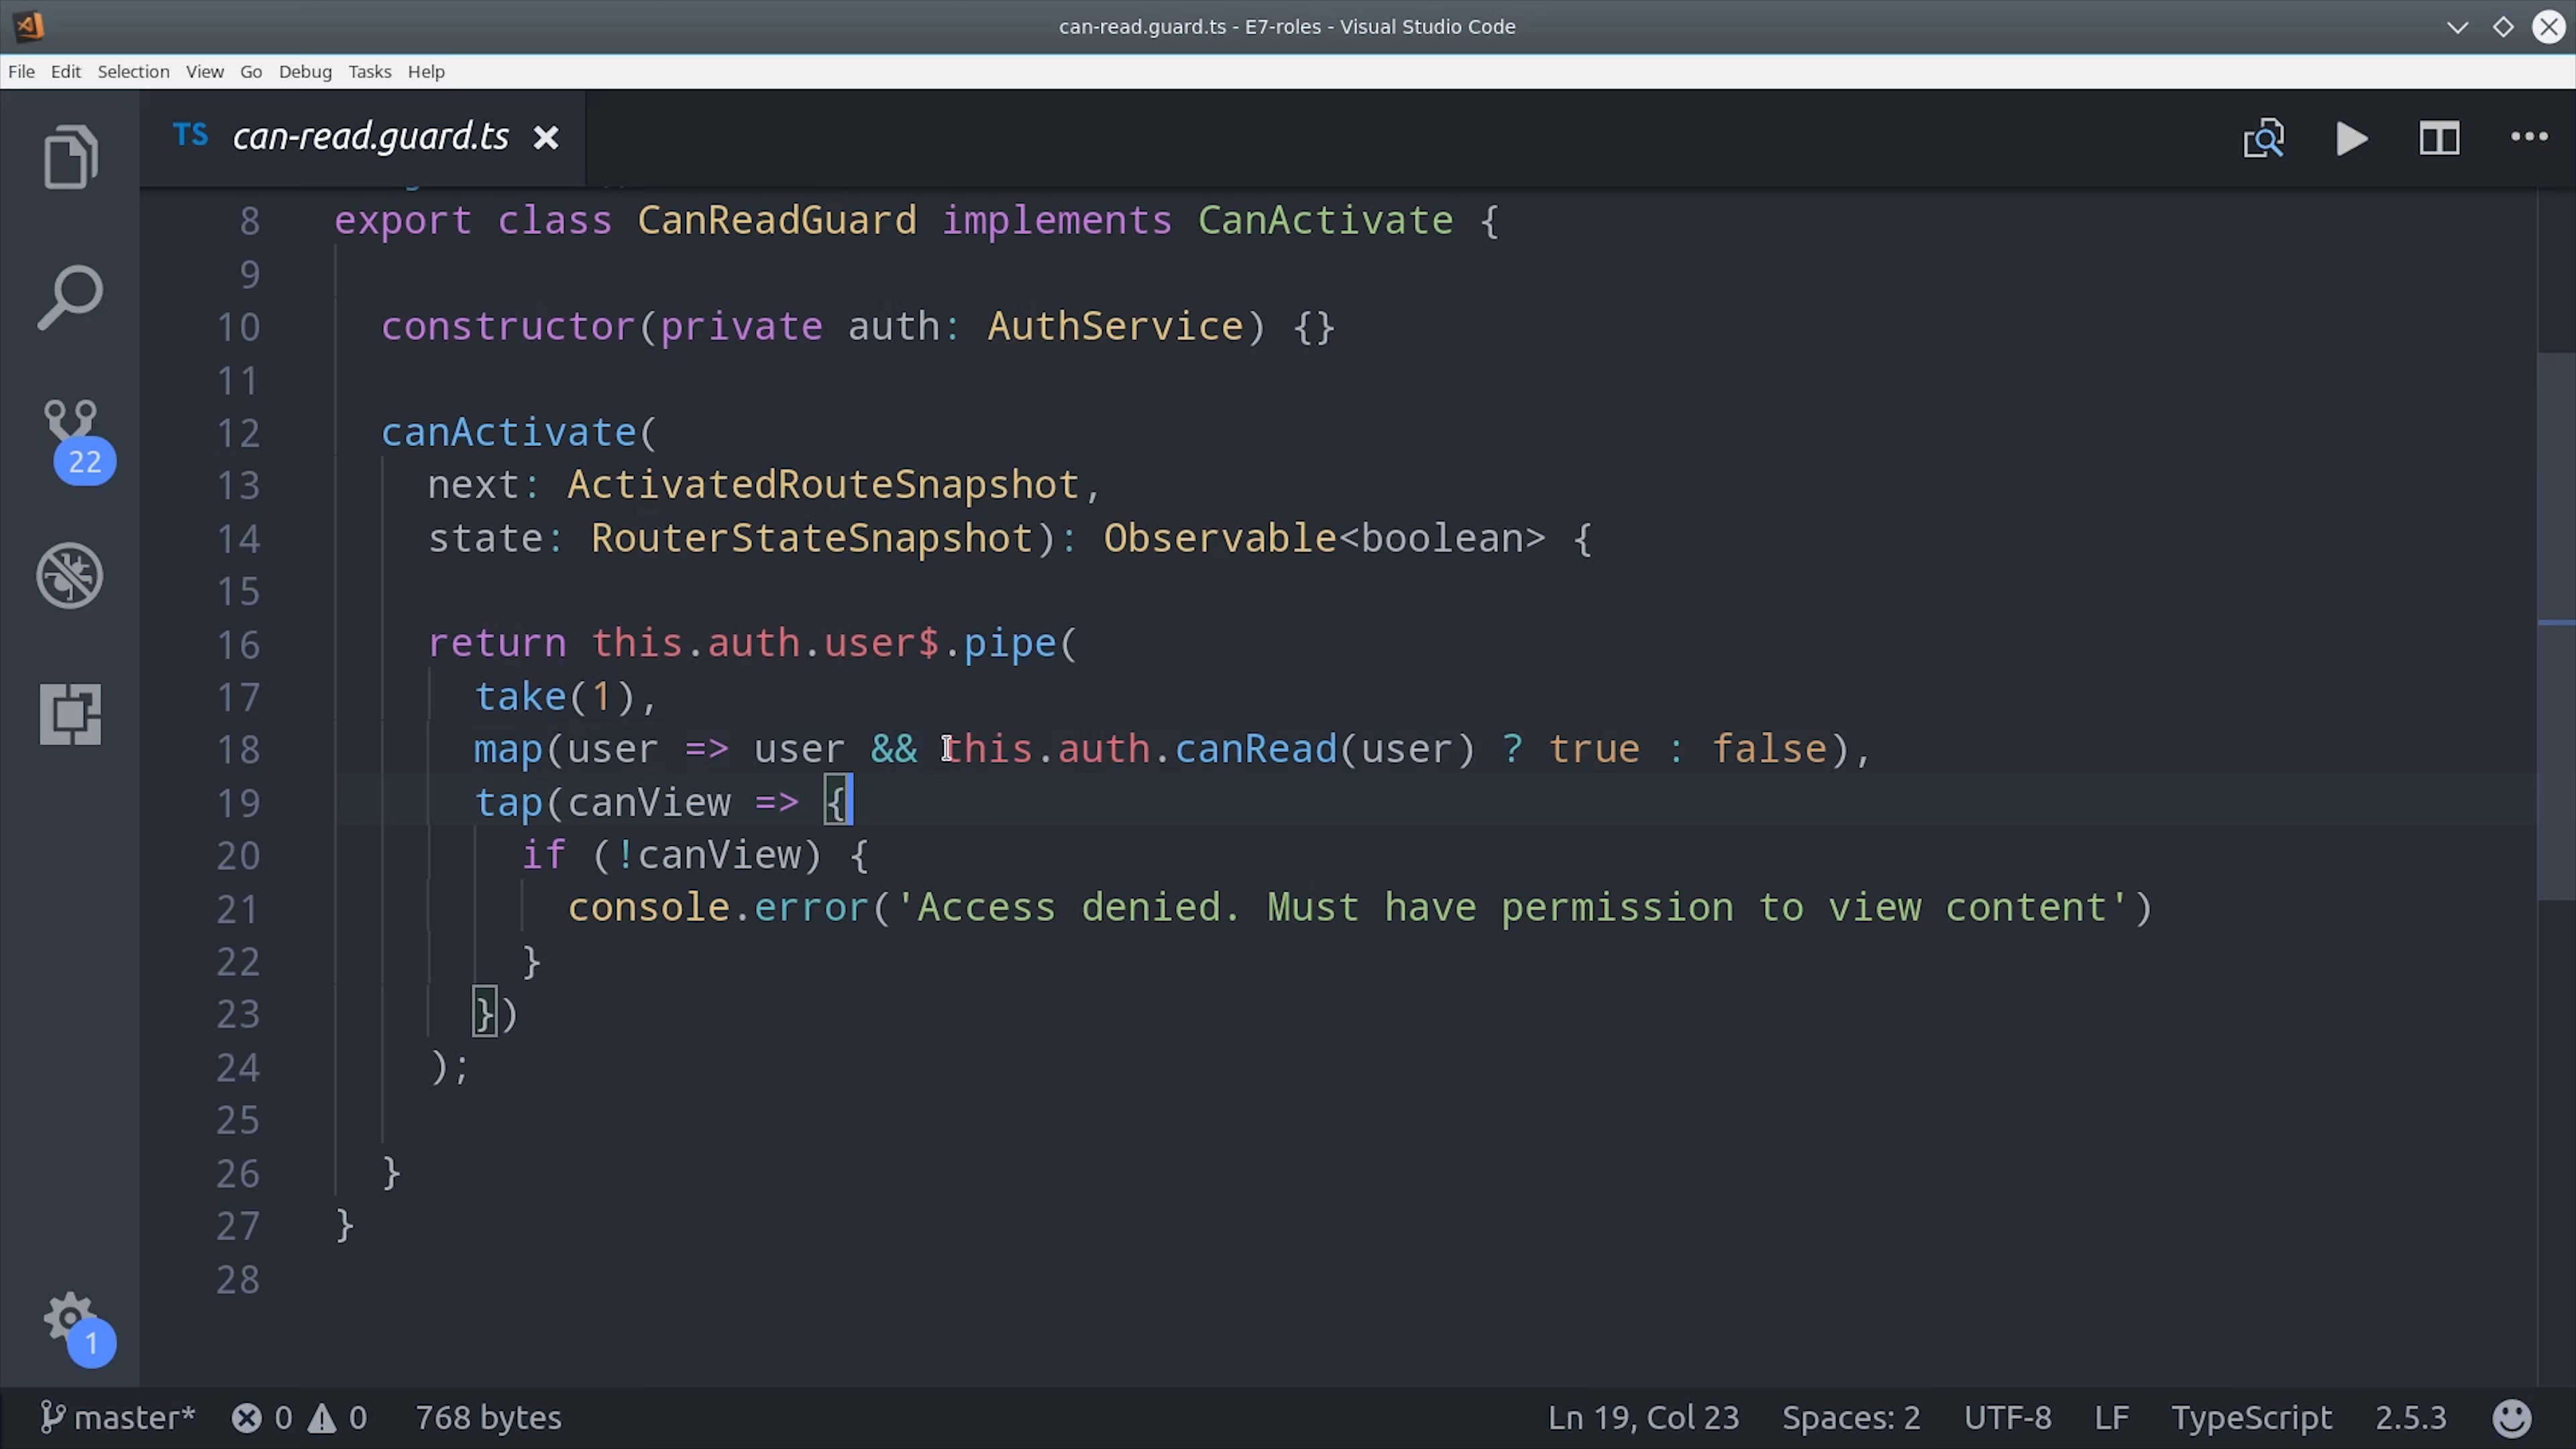 can-read.guard.ts - E7-roles - Visual Studio Code
File Edit Selection View Go Debug Tasks Help
TS can-read.guard.ts
8 export class CanReadGuard implements CanActivate {
9
10 constructor(private auth: AuthService) {}
11
12 canActivate(
13 next: ActivatedRouteSnapshot,
14 state: RouterStateSnapshot): Observable<boolean> {
15
16 return this.auth.user$.pipe(
17 take(1),
18 map(user => user && this.auth.canRead(user) ? true : false),
19 tap(canView => {
20 if (!canView) {
21 console.error('Access denied. Must have permission to view content')
22 }
23 })
24 );
25
26 }
27 }
28
22
1
master* 0 0 768 bytes Ln 19, Col 23 Spaces: 2 UTF-8 LF TypeScript 2.5.3